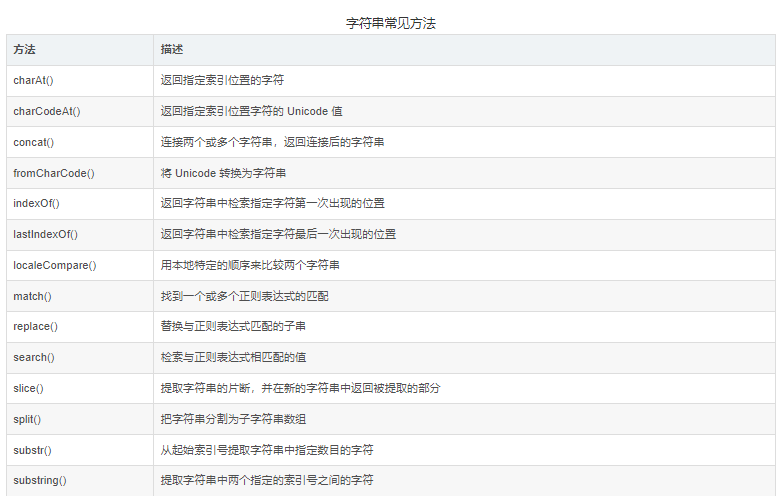 字符串常见方法
方法 描述
charAt() 返回指定索引位置的字符
charCodeAt() 返回指定索引位置字符的 Unicode 值
concat() 连接两个或多个字符串，返回连接后的字符串
fromCharCode() 将 Unicode 转换为字符串
indexOf() 返回字符串中检索指定字符第一次出现的位置
lastIndexOf() 返回字符串中检索指定字符最后一次出现的位置
localeCompare() 用本地特定的顺序来比较两个字符串
match() 找到一个或多个正则表达式的匹配
replace() 替换与正则表达式匹配的子串
search() 检索与正则表达式相匹配的值
slice() 提取字符串的片断，并在新的字符串中返回被提取的部分
split() 把字符串分割为子字符串数组
substr() 从起始索引号提取字符串中指定数目的字符
substring() 提取字符串中两个指定的索引号之间的字符